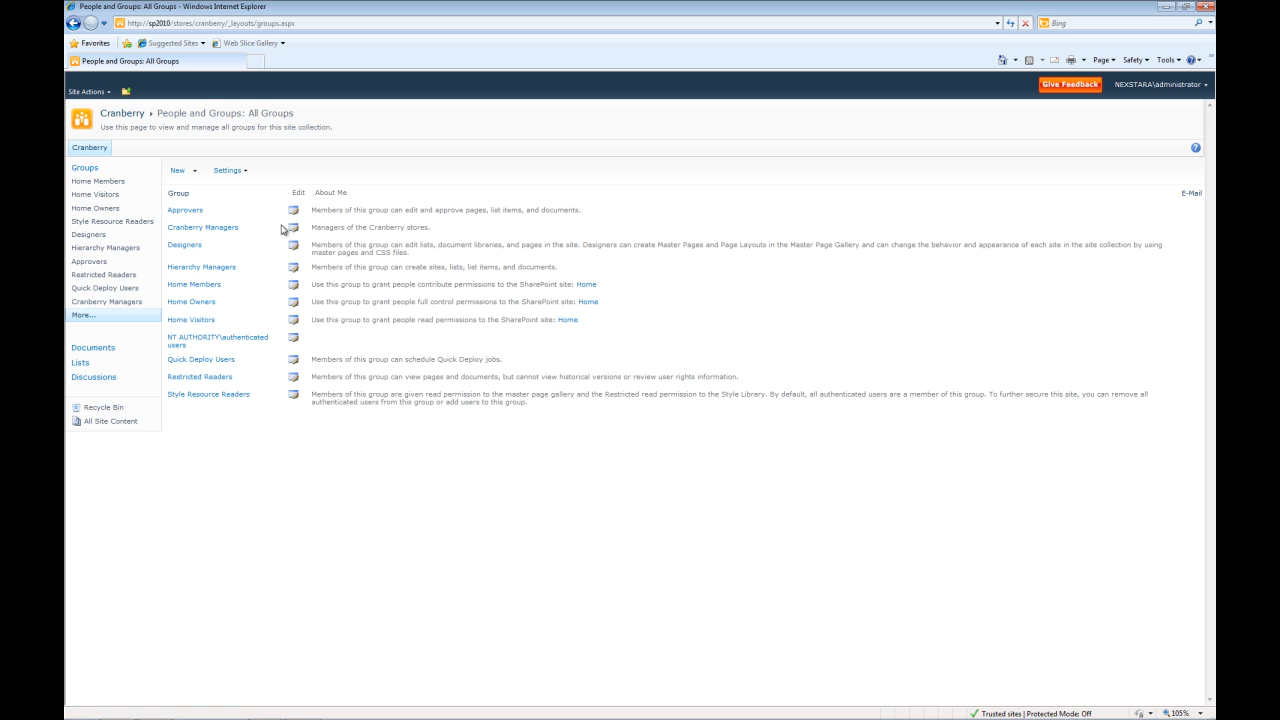 People and Groups: All Groups - Windows Internet Explorer
http://sp2010/stores/cranberry/_layouts/groups.aspx
Bing
Favorites
Suggested Sites
Web Slice Gallery
People and Groups: All Groups
Page
Safety
Tools
Site Actions
Give Feedback
NEXSTARA\administrator
Cranberry
People and Groups: All Groups
Use this page to view and manage all groups for this site collection.
Cranberry
Groups
Home Members
Home Visitors
Home Owners
Style Resource Readers
Designers
Hierarchy Managers
Approvers
Restricted Readers
Quick Deploy Users
Cranberry Managers
More...
Documents
Lists
Discussions
Recycle Bin
All Site Content
New
Settings
Group Edit About Me E-Mail
Approvers Members of this group can edit and approve pages, list items, and documents.
Cranberry Managers Managers of the Cranberry stores.
Designers Members of this group can edit lists, document libraries, and pages in the site. Designers can create Master Pages and Page Layouts in the Master Page Gallery and can change the behavior and appearance of each site in the site collection by using
master pages and CSS files.
Hierarchy Managers Members of this group can create sites, lists, list items, and documents.
Home Members Use this group to grant people contribute permissions to the SharePoint site: Home
Home Owners Use this group to grant people full control permissions to the SharePoint site: Home
Home Visitors Use this group to grant people read permissions to the SharePoint site: Home
NT AUTHORITY\authenticated
users
Quick Deploy Users Members of this group can schedule Quick Deploy jobs.
Restricted Readers Members of this group can view pages and documents, but cannot view historical versions or review user rights information.
Style Resource Readers Members of this group are given read permission to the master page gallery and the Restricted read permission to the Style Library. By default, all authenticated users are a member of this group. To further secure this site, you can remove all
authenticated users from this group or add users to this group.
Trusted sites | Protected Mode: Off
105%